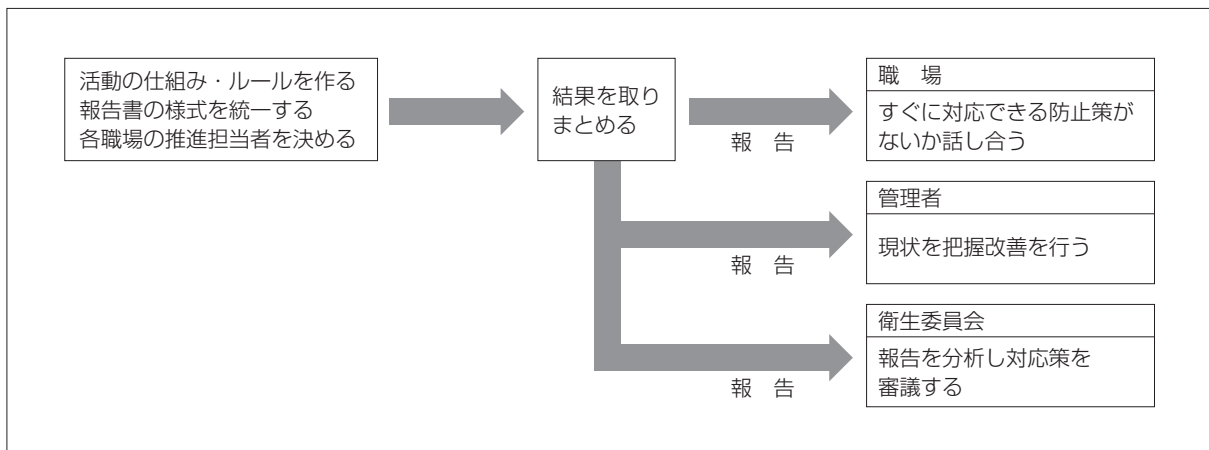 活動の仕組み・ルールを作る
報告書の様式を統一する
各職場の推進担当者を決める
結果を取り
まとめる
報　告
職　場
すぐに対応できる防止策が
ないか話し合う
報　告
管理者
現状を把握改善を行う
報　告
衛生委員会
報告を分析し対応策を
審議する